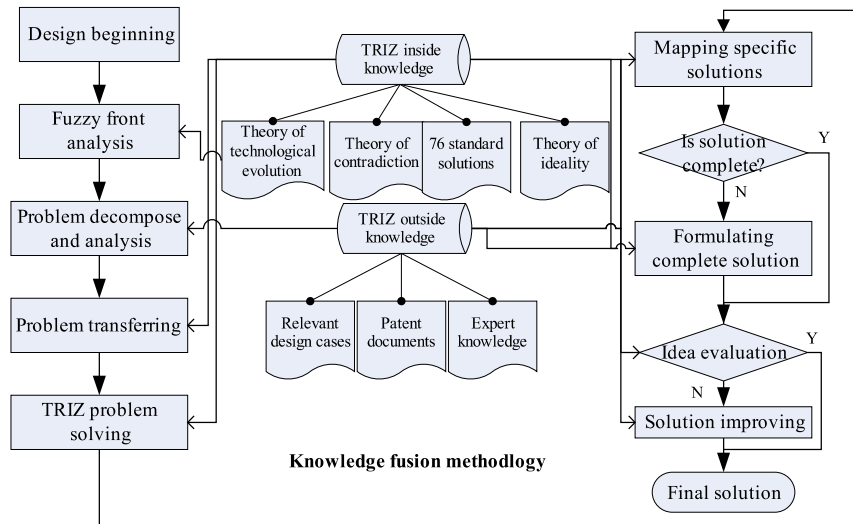 Design beginning
Fuzzy front
analysis
Problem decompose
and analysis
Problem transferring
TRIZ problem
solving
TRIZ inside
knowledge
Theory of
technological
evolution
Theory of
contradiction
76 standard
solutions
Theory of
ideality
TRIZ outside
knowledge
Relevant
design cases
Patent
documents
Expert
knowledge
Knowledge fusion methodlogy
Mapping specific
solutions
Is solution
complete?
Y
N
Formulating
complete solution
Idea evaluation
Y
N
Solution improving
Final solution